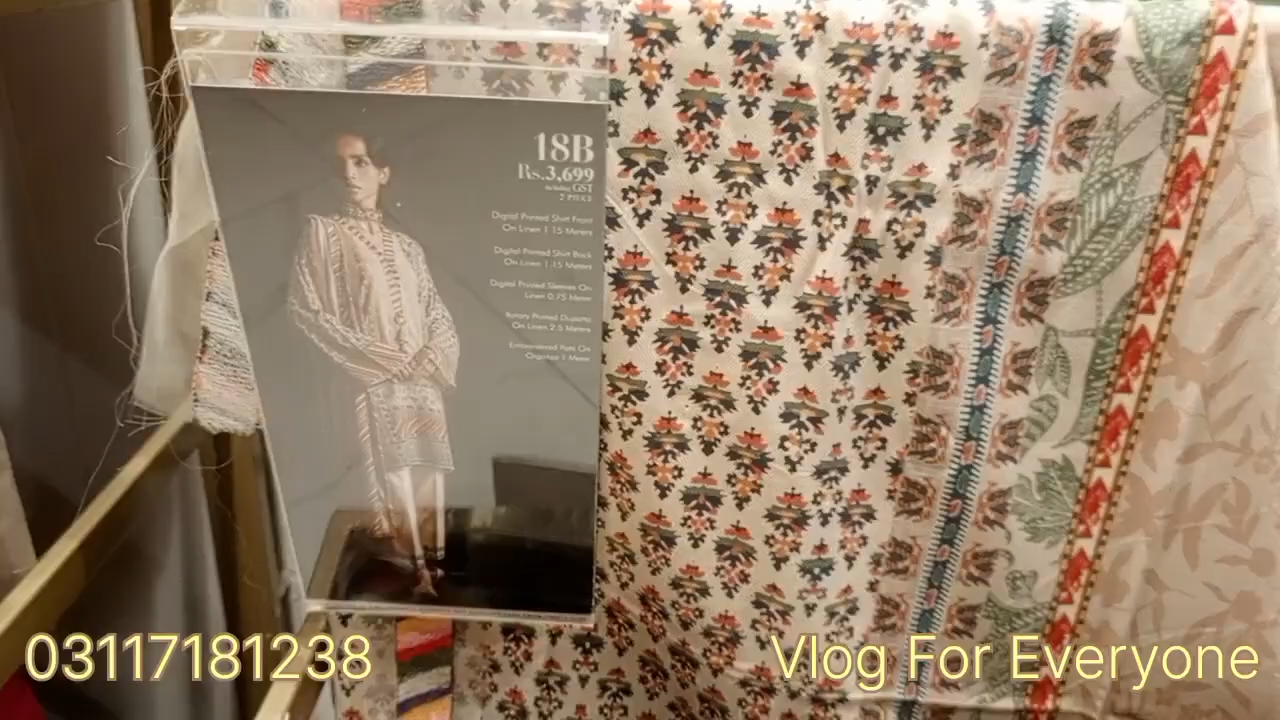 18B
Rs.3,699
Including GST
2 PIECE
Digital Printed Shirt Front
On Linen 1.15 Meters
Digital Printed Shirt Back
On Linen 1.15 Meters
Digital Printed Sleeves On
Linen 0.75 Meter
Rotary Printed Dupatta
On Linen 2.5 Meters
Embroidered Patti On
Organza 1 Meter
03117181238
Vlog For Everyone